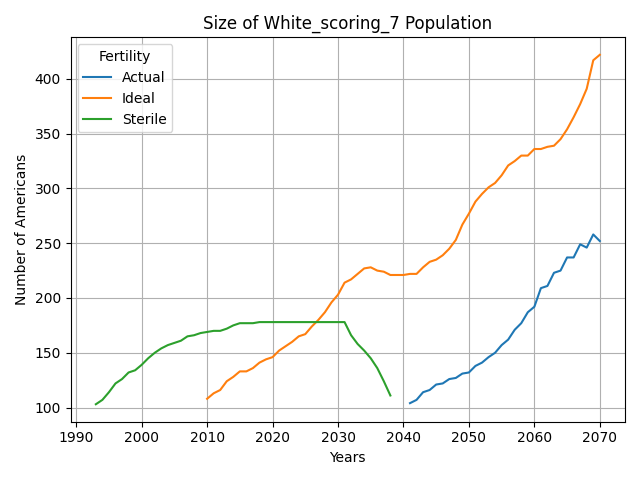 Size of White_scoring_7 Population
Fertility
Actual
Ideal
Sterile
Number of Americans
400
350
300
250
200
150
100
1990 2000 2010 2020 2030 2040 2050 2060 2070
Years